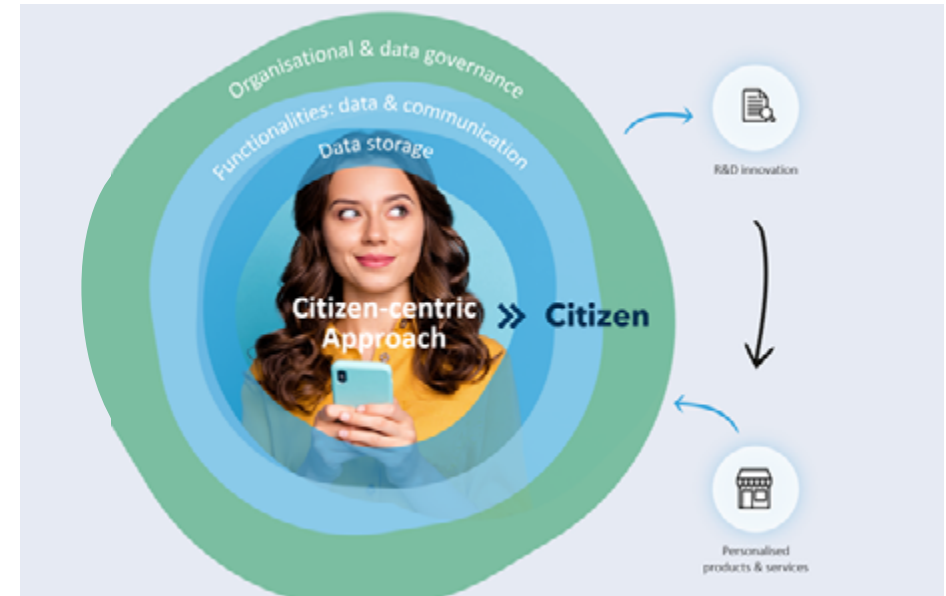 Organisational & data governance
Functionalities: data & communication
Data storage
Citizen-centric
Approach
» Citizen
R&D innovation
Personalised
products & services